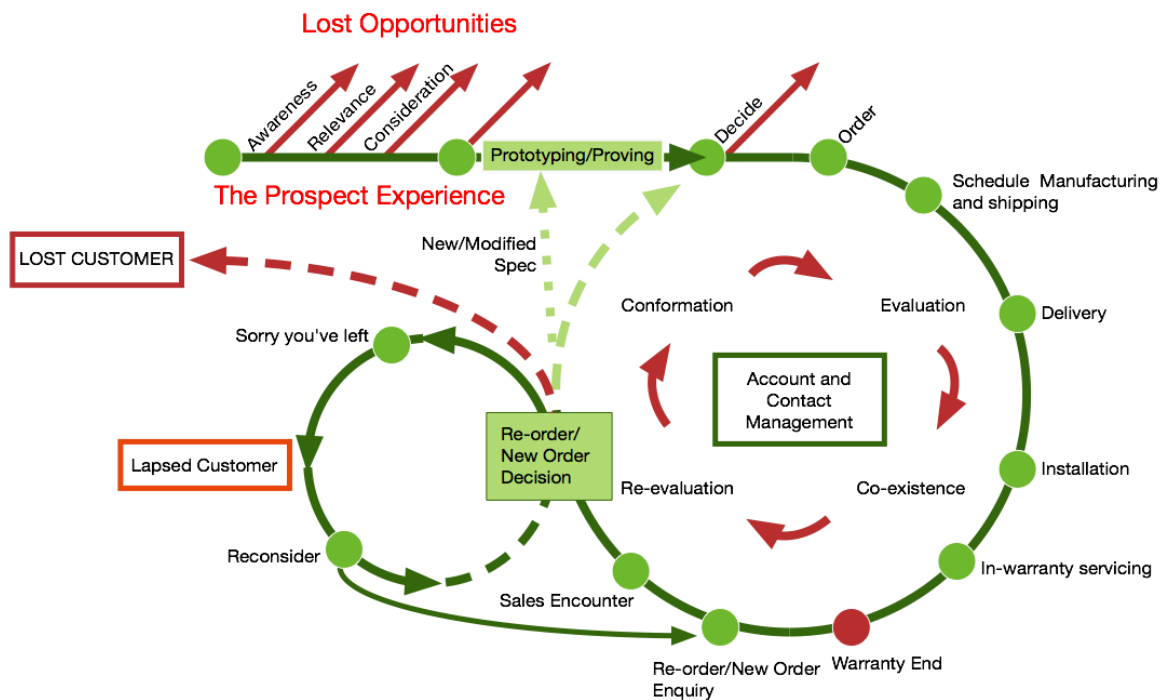 Lost Opportunities
Awareness
Relevance
Consideration
Decide
Order
Prototyping/Proving
The Prospect Experience
Schedule Manufacturing
and shipping
New/Modified
Spec
LOST CUSTOMER
Conformation
Evaluation
Delivery
Sorry you've left
Account and
Contact
Management
Re-order/
New Order
Decision
Lapsed Customer
Installation
Re-evaluation
Co-existence
Reconsider
In-warranty servicing
Sales Encounter
Re-order/New Order
Enquiry
Warranty End